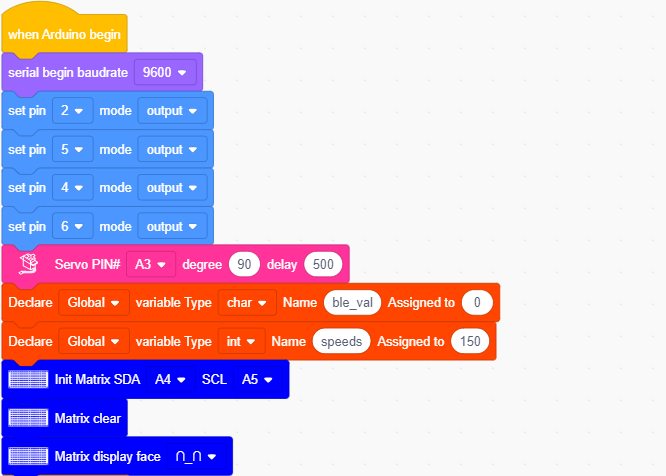 when Arduino begin
serial begin baudrate 9600
set pin 2 mode output
set pin 5 mode output
set pin 4 mode output
set pin 6 mode output
Servo PIN# A3 degree 90 delay 500
Declare Global variable Type char Name ble_val Assigned to 0
Declare Global variable Type int Name speeds Assigned to 150
Init Matrix SDA A4 SCL A5
Matrix clear
Matrix display face ∩_∩